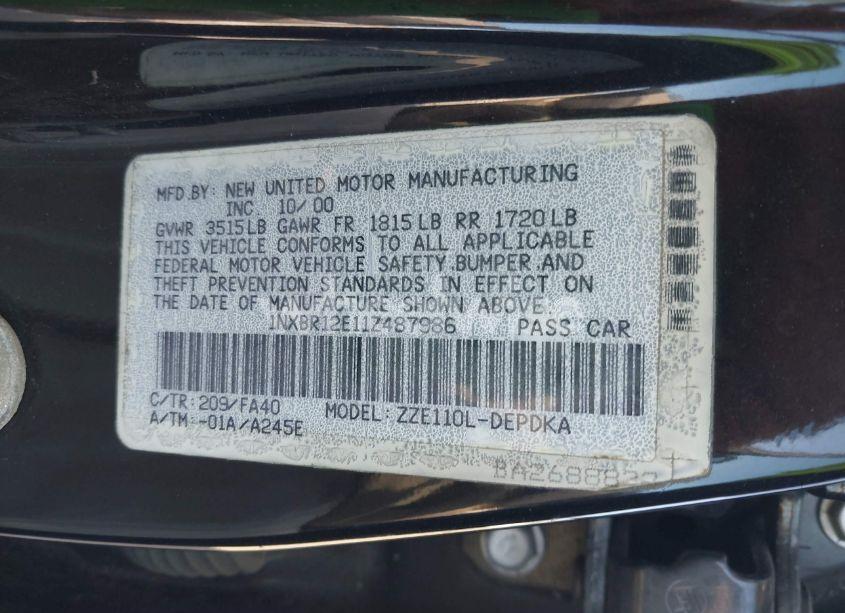 MFD.BY: NEW UNITED MOTOR MANUFACTURING
INC 10/00
GVWR 3515LB GAWR FR 1815LB RR 1720LB
THIS VEHICLE CONFORMS TO ALL APPLICABLE
FEDERAL MOTOR VEHICLE SAFETY,BUMPER,AND
THEFT PREVENTION STANDARDS IN EFFECT ON
THE DATE OF MANUFACTURE SHOWN ABOVE.
1NXBR12E11Z487986 PASS CAR
C/TR:209/FA40 MODEL:ZZE110L-DEPDKA
A/TM:-01A/A245E